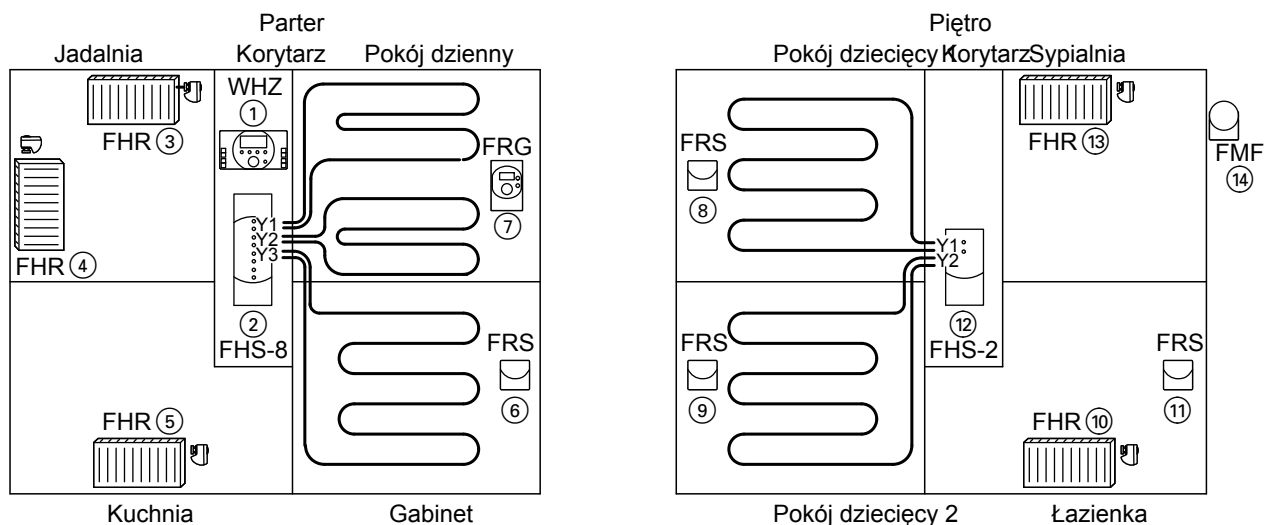 Parter
Jadalnia Korytarz Pokój dzienny
WHZ
①
FHR ③
FRG
⑦
Y1
Y2
Y3
FHR ④
②
FHS-8
FRS
⑥
FHR ⑤
Kuchnia Gabinet
Piętro
Pokój dziecięcy 1 Korytarz Sypialnia
FRS
⑧
FHR ⑬
FMF
⑭
Y1
Y2
⑫
FHS-2
FRS
⑨
FRS
⑪
FHR ⑩
Pokój dziecięcy 2 Łazienka